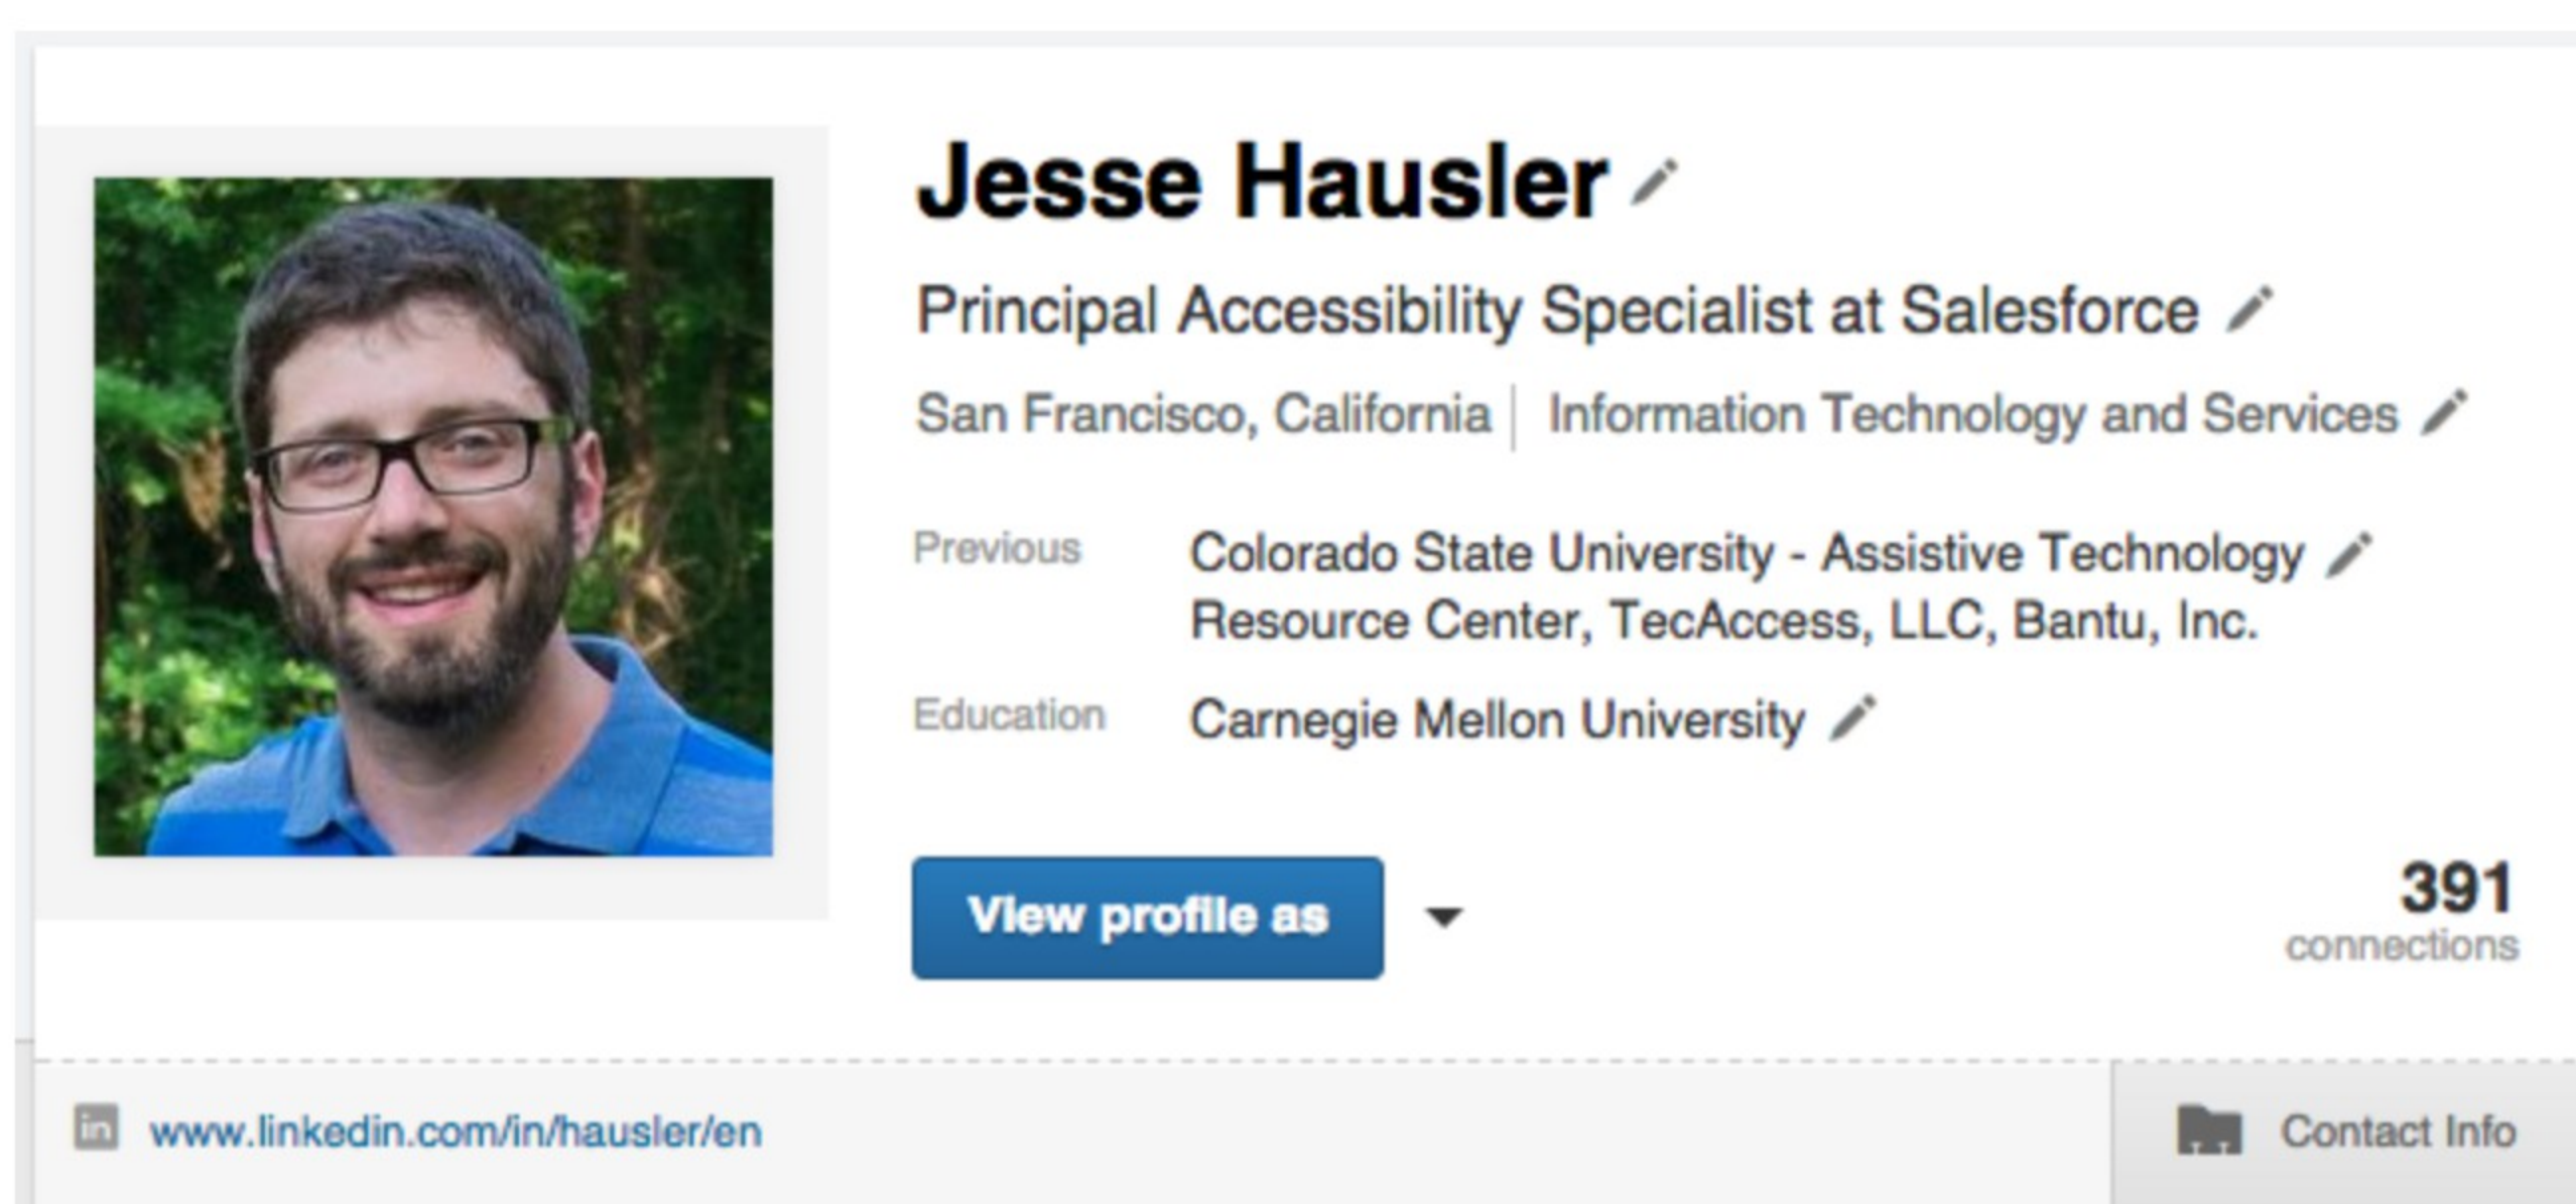 Jesse Hausler
Principal Accessibility Specialist at Salesforce
San Francisco, California | Information Technology and Services
Previous Colorado State University - Assistive Technology
Resource Center, TecAccess, LLC, Bantu, Inc.
Education Carnegie Mellon University
View profile as
391
connections
in www.linkedin.com/in/hausler/en
Contact Info